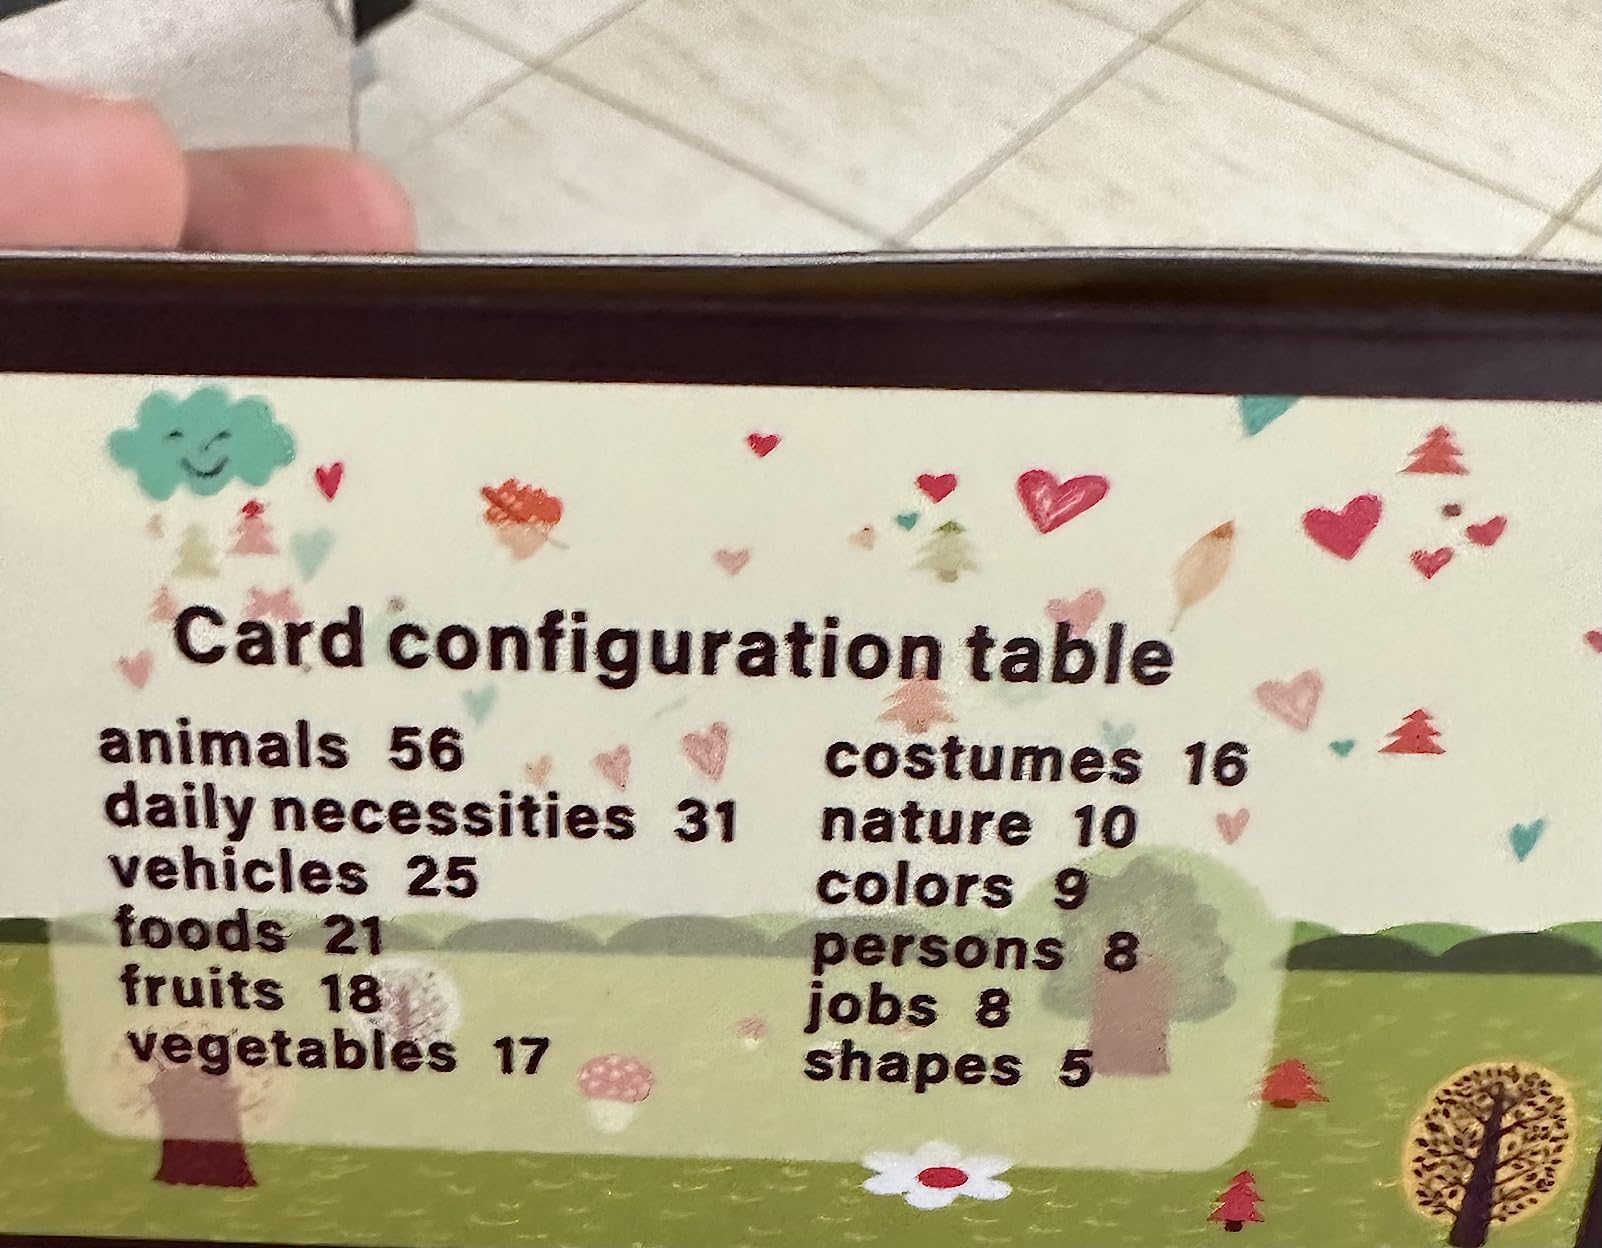 Card configuration table
animals 56
daily necessities 31
vehicles 25
foods 21
fruits 18
vegetables 17
costumes 16
nature 10
colors 9
persons 8
jobs 8
shapes 5